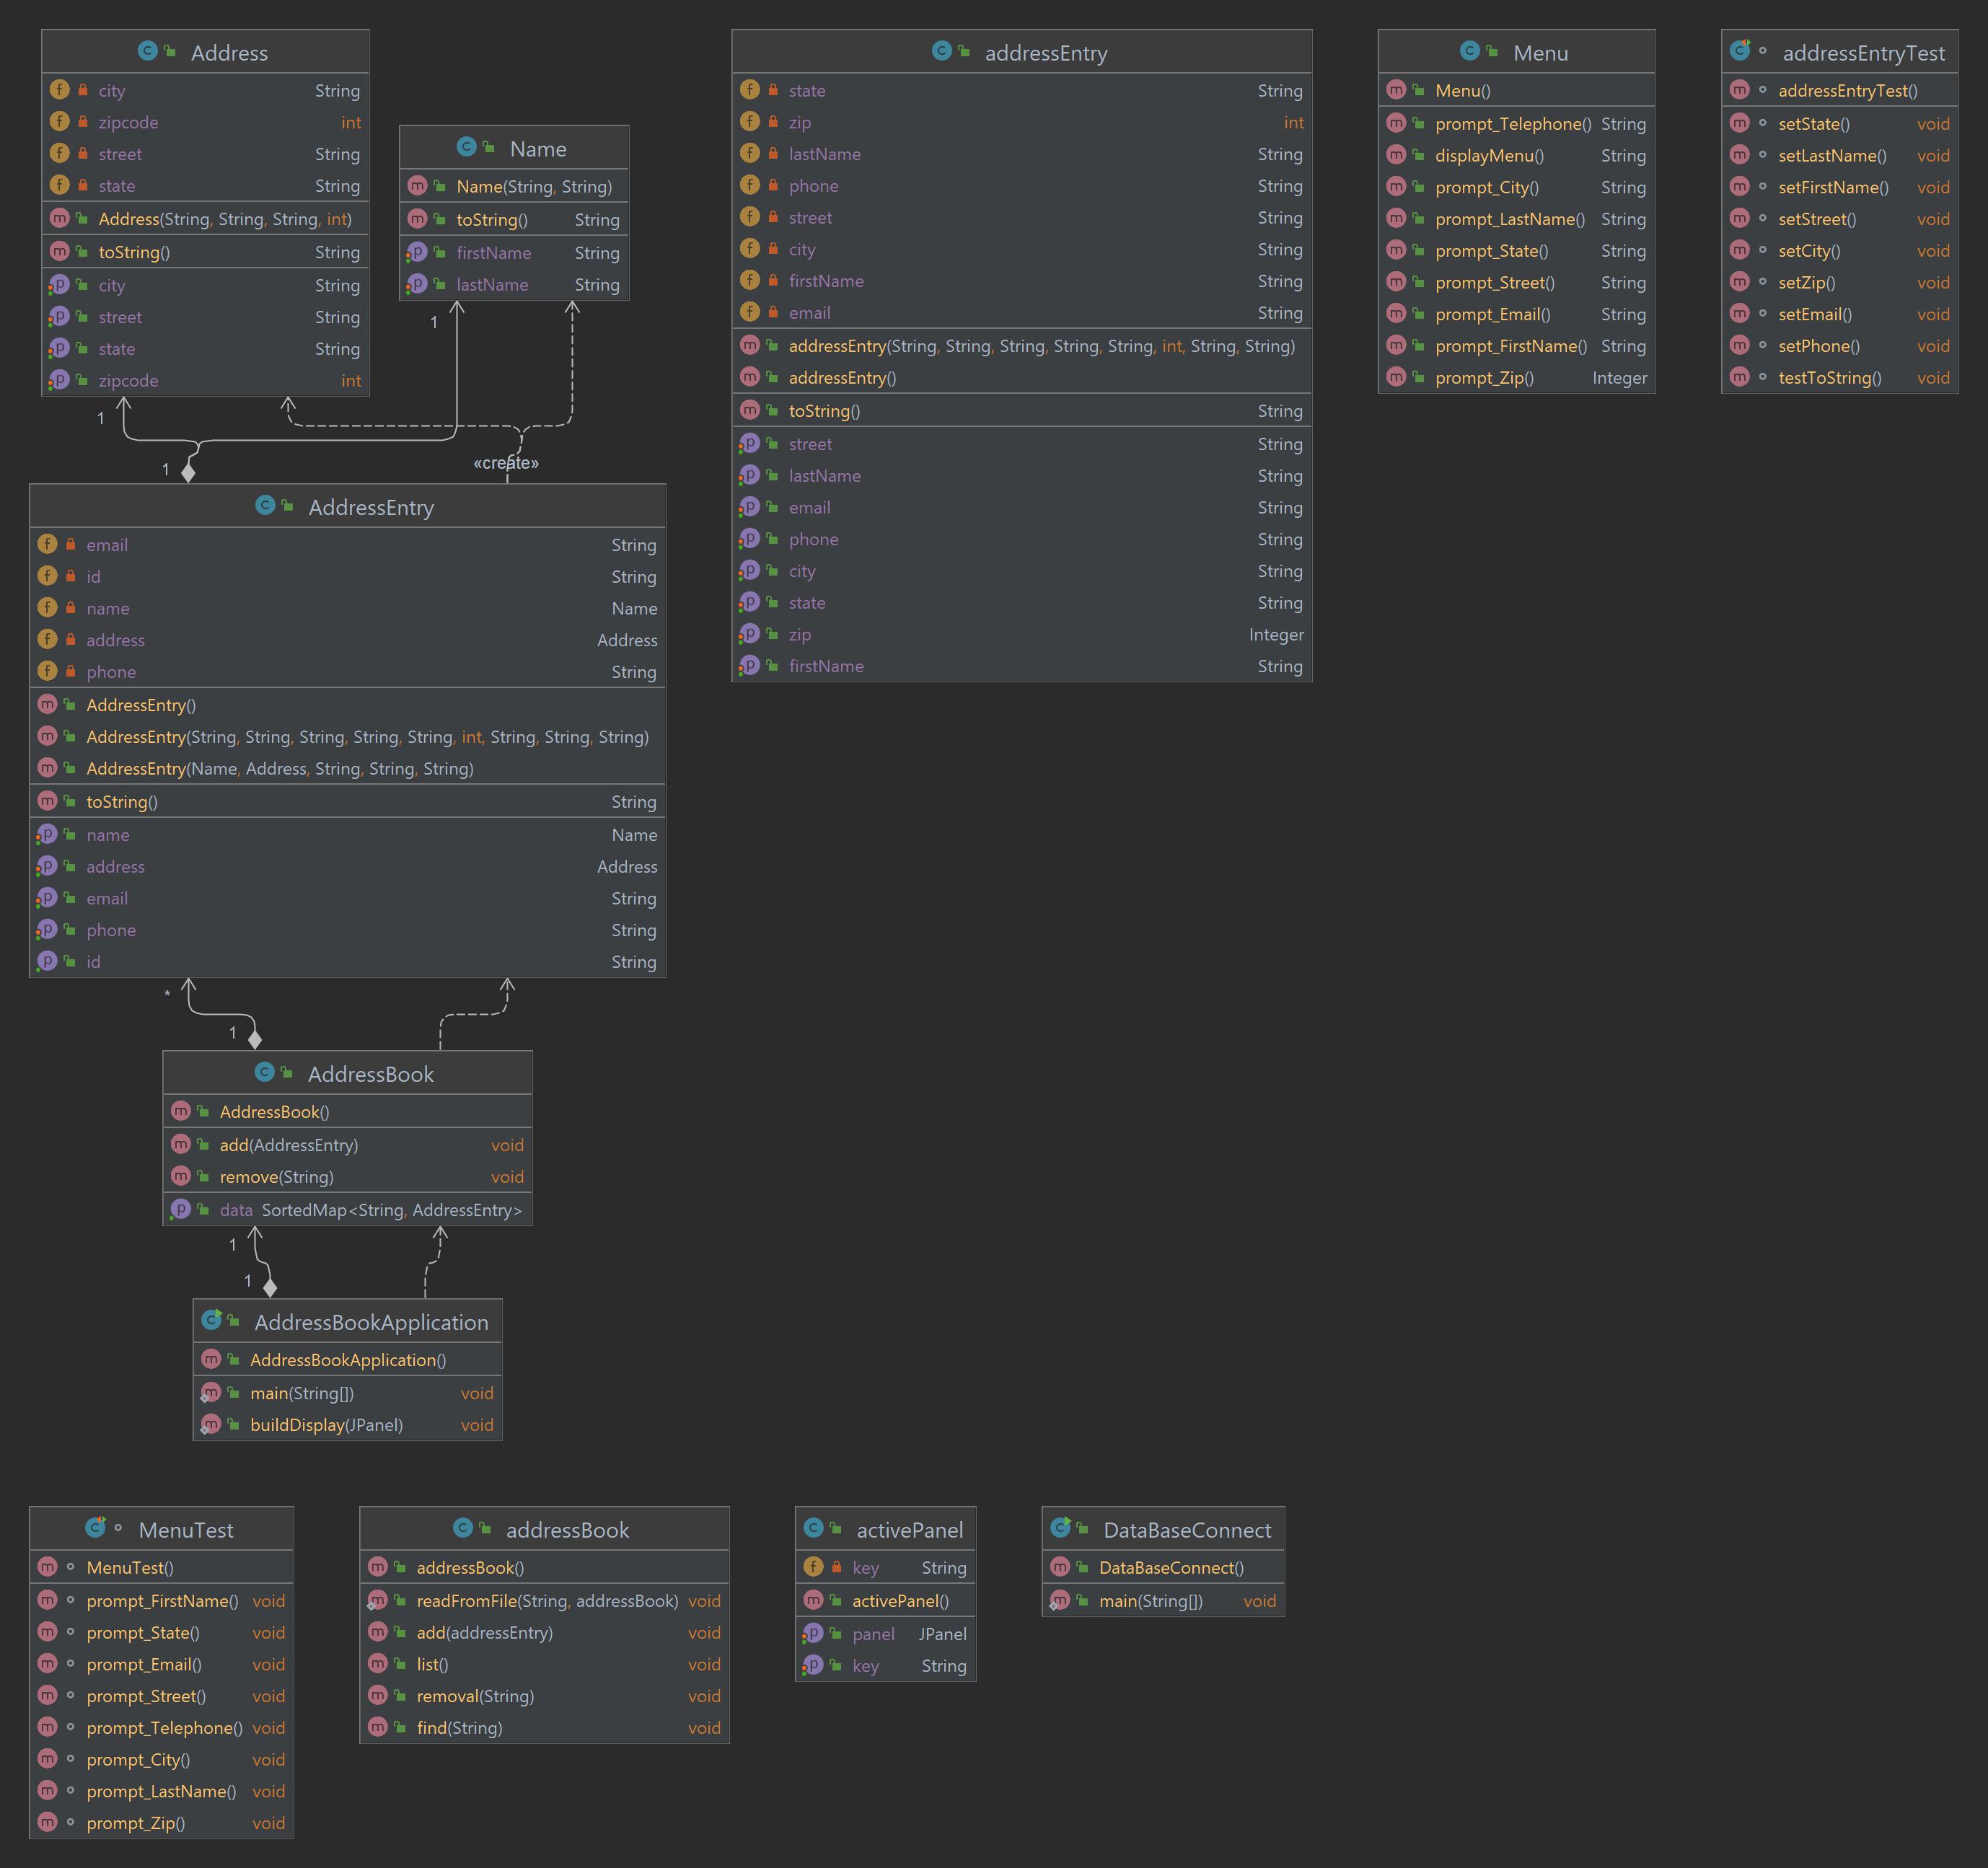 Address
city String
zipcode int
street String
state String
Address(String, String, String, int)
toString() String
city String
street String
state String
zipcode int
Name
Name(String, String)
toString() String
firstName String
lastName String
addressEntry
state String
zip int
lastName String
phone String
street String
city String
firstName String
email String
addressEntry(String, String, String, String, String, int, String, String)
addressEntry()
toString() String
street String
lastName String
email String
phone String
city String
state String
zip Integer
firstName String
Menu
Menu()
prompt_Telephone() String
displayMenu() String
prompt_City() String
prompt_LastName() String
prompt_State() String
prompt_Street() String
prompt_Email() String
prompt_FirstName() String
prompt_Zip() Integer
addressEntryTest
addressEntryTest()
setState() void
setLastName() void
setFirstName() void
setStreet() void
setCity() void
setZip() void
setEmail() void
setPhone() void
testToString() void
1
1
1
«create»
AddressEntry
email String
id String
name Name
address Address
phone String
AddressEntry()
AddressEntry(String, String, String, String, String, int, String, String, String)
AddressEntry(Name, Address, String, String, String)
toString() String
name Name
address Address
email String
phone String
id String
*
1
AddressBook
AddressBook()
add(AddressEntry) void
remove(String) void
data SortedMap<String, AddressEntry>
1
1
AddressBookApplication
AddressBookApplication()
main(String[]) void
buildDisplay(JPanel) void
MenuTest
MenuTest()
prompt_FirstName() void
prompt_State() void
prompt_Email() void
prompt_Street() void
prompt_Telephone() void
prompt_City() void
prompt_LastName() void
prompt_Zip() void
addressBook
addressBook()
readFromFile(String, addressBook) void
add(addressEntry) void
list() void
removal(String) void
find(String) void
activePanel
key String
activePanel()
panel JPanel
key String
DataBaseConnect
DataBaseConnect()
main(String[]) void